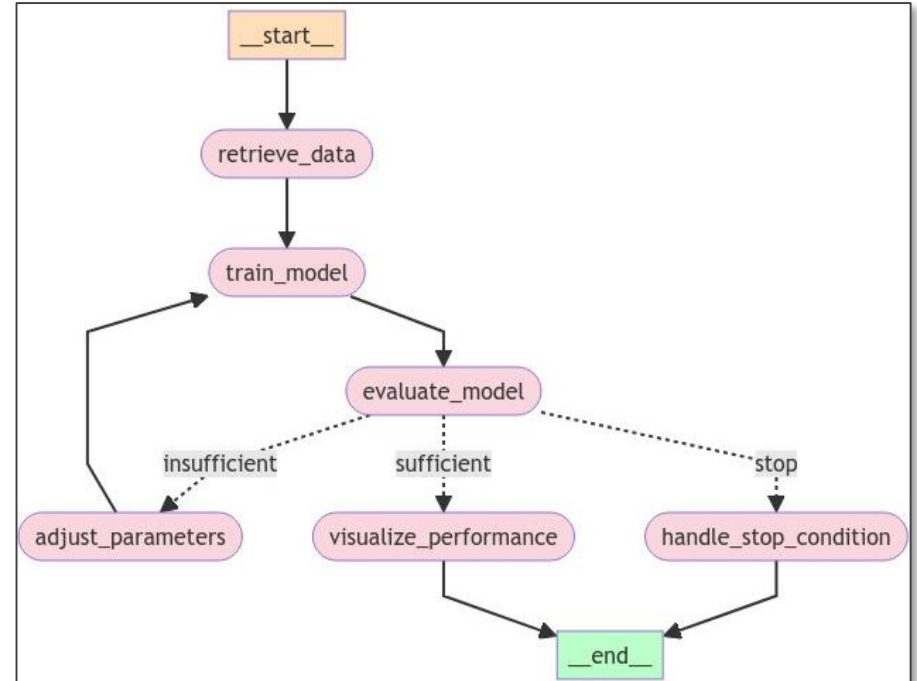 __start__
retrieve_data
train_model
evaluate_model
insufficient
sufficient
stop
adjust_parameters
visualize_performance
handle_stop_condition
__end__